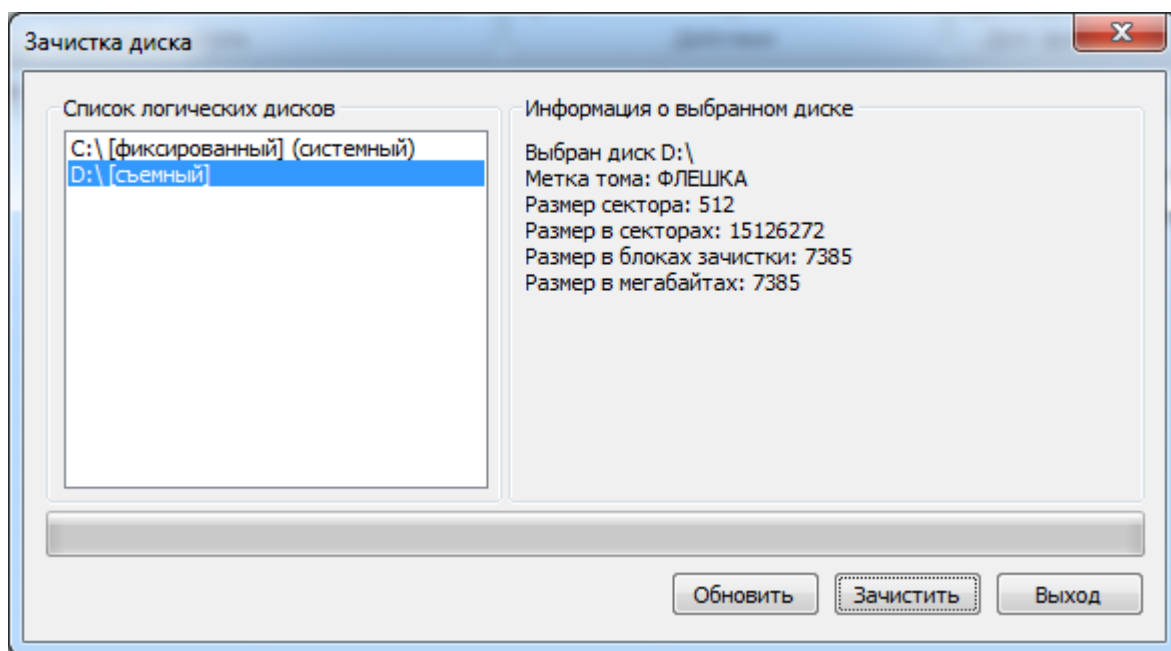 Зачистка диска
Список логических дисков
C:\ [фиксированный] (системный)
D:\ [съемный]
Информация о выбранном диске
Выбран диск D:\
Метка тома: ФЛЕШКА
Размер сектора: 512
Размер в секторах: 15126272
Размер в блоках зачистки: 7385
Размер в мегабайтах: 7385
Обновить
Зачистить
Выход